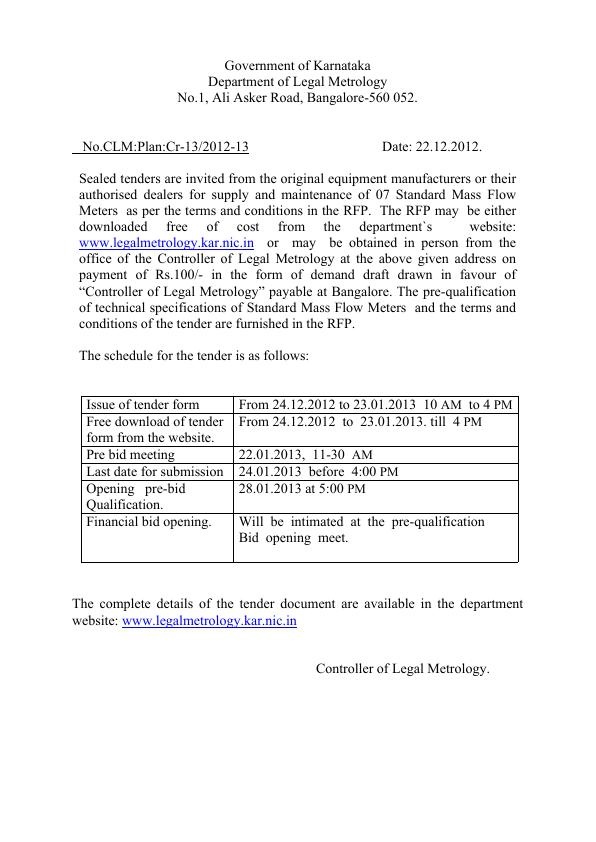 Government of Karnataka
Department of Legal Metrology
No.1, Ali Asker Road, Bangalore-560 052.
No.CLM:Plan:Cr-13/2012-13 Date: 22.12.2012.
Sealed tenders are invited from the original equipment manufacturers or their
authorised dealers for supply and maintenance of 07 Standard Mass Flow
Meters as per the terms and conditions in the RFP. The RFP may be either
downloaded free of cost from the department`s website:
www.legalmetrology.kar.nic.in or may be obtained in person from the
office of the Controller of Legal Metrology at the above given address on
payment of Rs.100/- in the form of demand draft drawn in favour of
“Controller of Legal Metrology” payable at Bangalore. The pre-qualification
of technical specifications of Standard Mass Flow Meters and the terms and
conditions of the tender are furnished in the RFP.
The schedule for the tender is as follows:
Issue of tender form From 24.12.2012 to 23.01.2013 10 AM to 4 PM
Free download of tender From 24.12.2012 to 23.01.2013. till 4 PM
form from the website.
Pre bid meeting 22.01.2013, 11-30 AM
Last date for submission 24.01.2013 before 4:00 PM
Opening pre-bid 28.01.2013 at 5:00 PM
Qualification.
Financial bid opening. Will be intimated at the pre-qualification
Bid opening meet.
The complete details of the tender document are available in the department
website: www.legalmetrology.kar.nic.in
Controller of Legal Metrology.